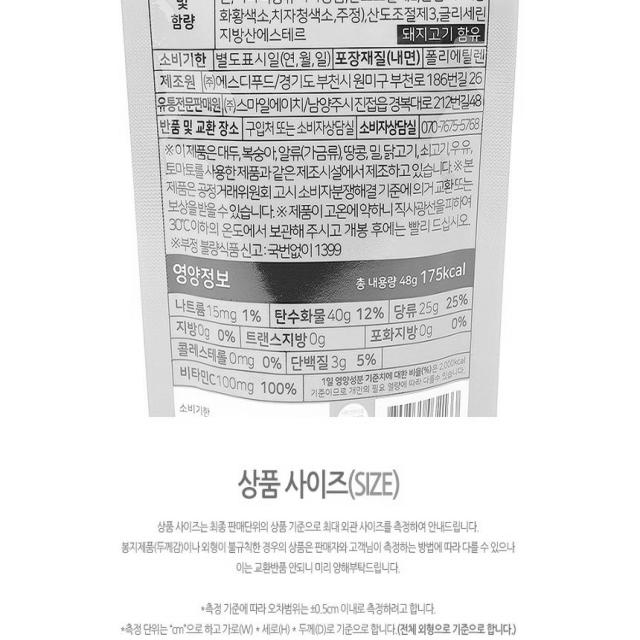 및
화황색소,치자청색소,주정),산도조절제3,글리세린
함량
지방산에스테르
돼지고기 함유
소비기한 별도표시일(연,월,일) 포장재질(내면) 폴리에틸렌
제조원 ㈜에스디푸드/경기도 부천시 원미구 부천로 186번길 26
유통전문판매원 ㈜스마일에이치/남양주시 진접읍 경복대로 212번길48
반품 및 교환 장소 구입처 또는 소비자상담실 소비자상담실 070-7675-5768
※이 제품은 대두, 복숭아, 알류(가금류), 땅콩, 밀, 닭고기, 쇠고기, 우유,
토마토를 사용한 제품과 같은 제조시설에서 제조하고 있습니다. ※본
제품은 공정거래위원회 고시 소비자분쟁해결 기준에 의거 교환 또는
보상을 받을 수 있습니다. ※제품이 고온에 약하니 직사광선을 피하여
30℃이하의 온도에서 보관해 주시고 개봉 후에는 빨리 드십시오.
※부정·불량식품 신고 : 국번없이 1399
영양정보 총 내용량 48g 175kcal
나트륨 15mg 1% 탄수화물 40g 12% 당류 25g 25%
지방 0g 0% 트랜스지방 0g 포화지방 0g 0%
콜레스테롤 0mg 0% 단백질 3g 5%
비타민C 100mg 100% 1일 영양성분 기준치에 대한 비율(%)은 2,000kcal
기준이므로 개인의 필요 열량에 따라 다를 수 있습니다.
소비기한
상품 사이즈(SIZE)
상품 사이즈는 최종 판매단위의 상품 기준으로 최대 외관 사이즈를 측정하여 안내드립니다.
봉지제품(두께감)이나 외형이 불규칙한 경우의 상품은 판매자와 고객님이 측정하는 방법에 따라 다를 수 있으나
이는 교환반품 안되니 미리 양해부탁드립니다.
*측정 기준에 따라 오차범위는 ±0.5cm 이내로 측정하려고 합니다.
*측정 단위는 "cm"으로 하고 가로(W) * 세로(H) * 두께(D)로 기준으로 합니다.(전체 외형으로 기준으로 합니다.)